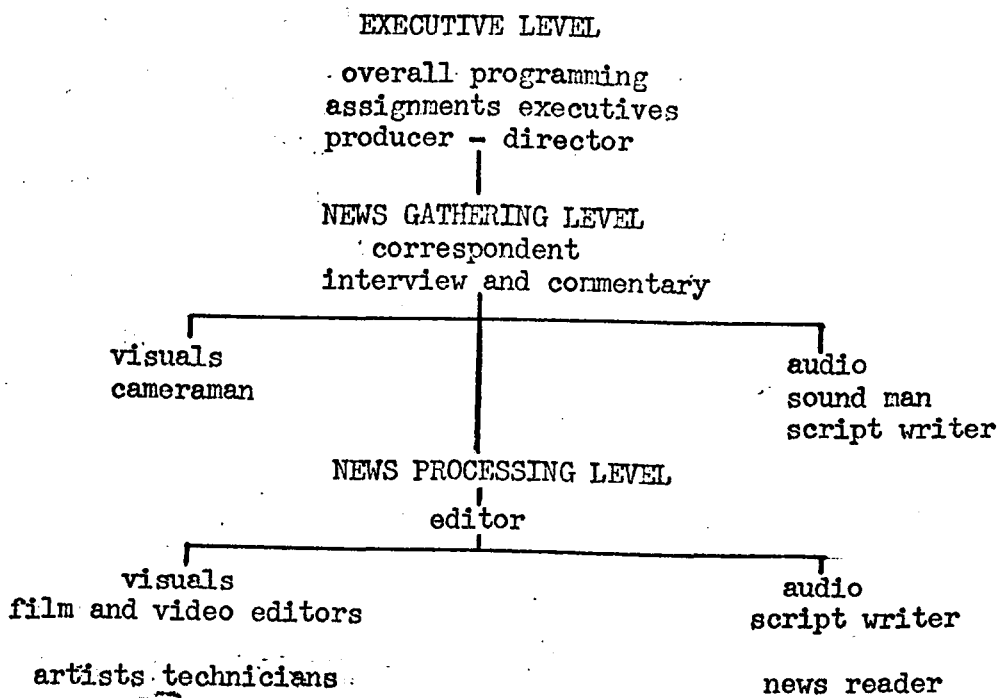 EXECUTIVE LEVEL
overall programming
assignments executives
producer - director
NEWS GATHERING LEVEL
correspondent
interview and commentary
visuals
cameraman
audio
sound man
script writer
NEWS PROCESSING LEVEL
editor
visuals
film and video editors
artists technicians
audio
script writer
news reader